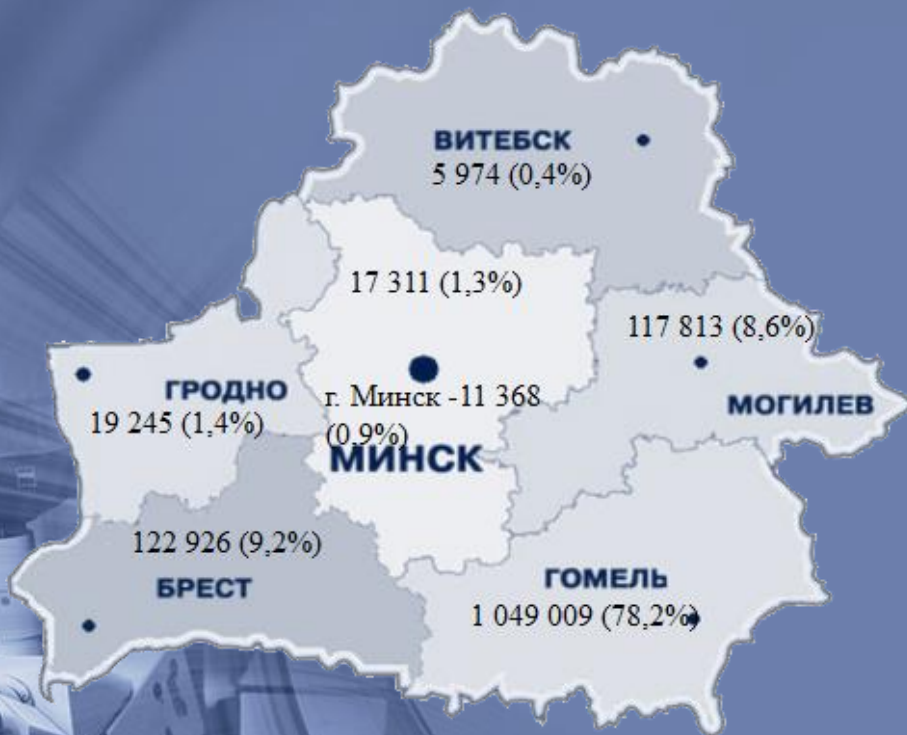 ВИТЕБСК
5 974 (0,4%)
17 311 (1,3%)
117 813 (8,6%)
ГРОДНО
19 245 (1,4%)
г. Минск -11 368
(0,9%)
МИНСК
МОГИЛЕВ
122 926 (9,2%)
БРЕСТ
ГОМЕЛЬ
1 049 009 (78,2%)